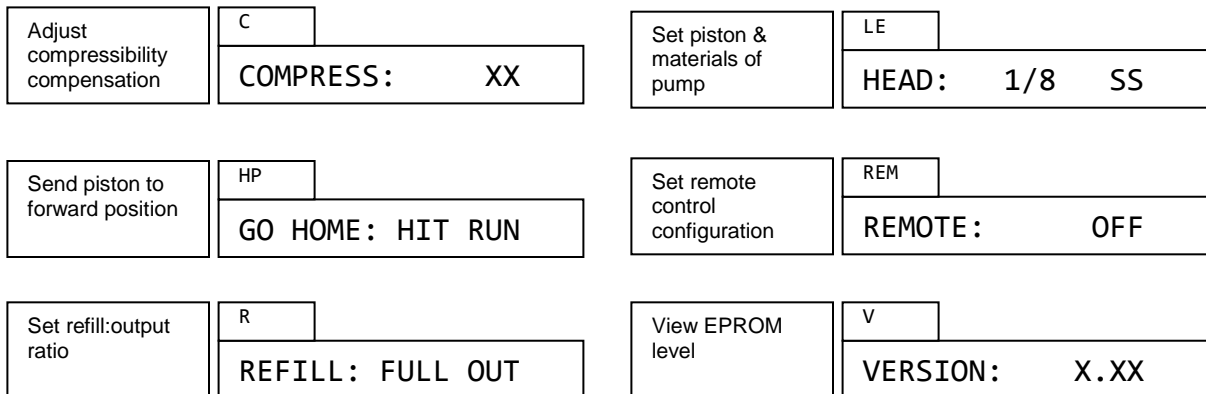 Adjust
compressibility
compensation
C
COMPRESS: XX
Set piston &
materials of
pump
LE
HEAD: 1/8 SS
Send piston to
forward position
HP
GO HOME: HIT RUN
Set remote
control
configuration
REM
REMOTE: OFF
Set refill:output
ratio
R
REFILL: FULL OUT
View EPROM
level
V
VERSION: X.XX